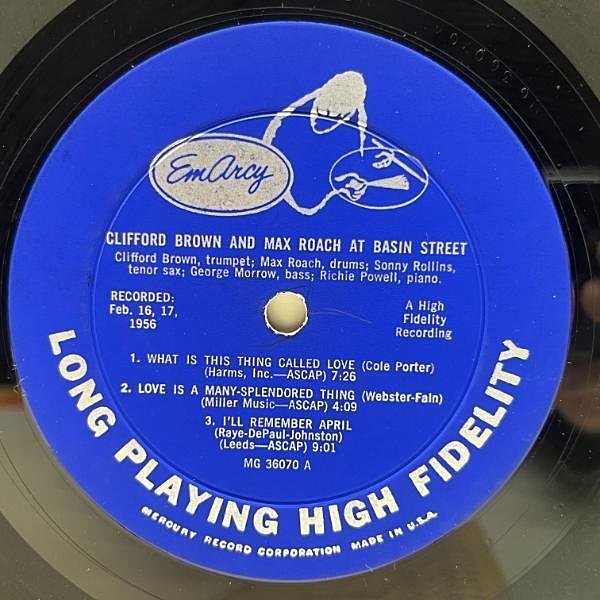 EmArcy
CLIFFORD BROWN AND MAX ROACH AT BASIN STREET
Clifford Brown, trumpet; Max Roach, drums; Sonny Rollins,
tenor sax; George Morrow, bass; Richie Powell, piano.
RECORDED:
Feb. 16, 17,
1956
A High
Fidelity
Recording
1. WHAT IS THIS THING CALLED LOVE (Cole Porter)
(Harms, Inc.—ASCAP) 7:26
2. LOVE IS A MANY-SPLENDORED THING (Webster-Fain)
(Miller Music—ASCAP) 4:09
3. I'LL REMEMBER APRIL
(Raye-DePaul-Johnston)
(Leeds—ASCAP) 9:01
MG 36070 A
LONG PLAYING HIGH FIDELITY
MERCURY RECORD CORPORATION MADE IN U.S.A.